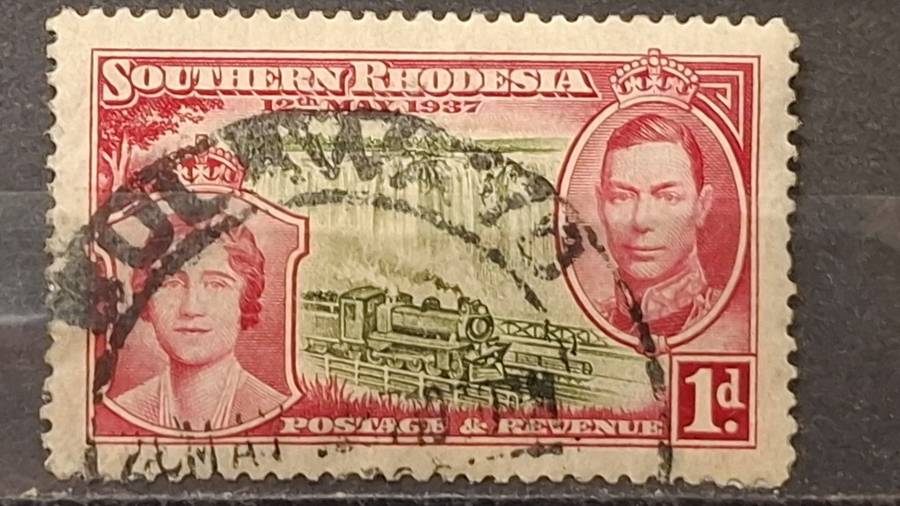 SOUTHERN RHODESIA
12th MAY 1937
POSTAGE & REVENUE
1d.